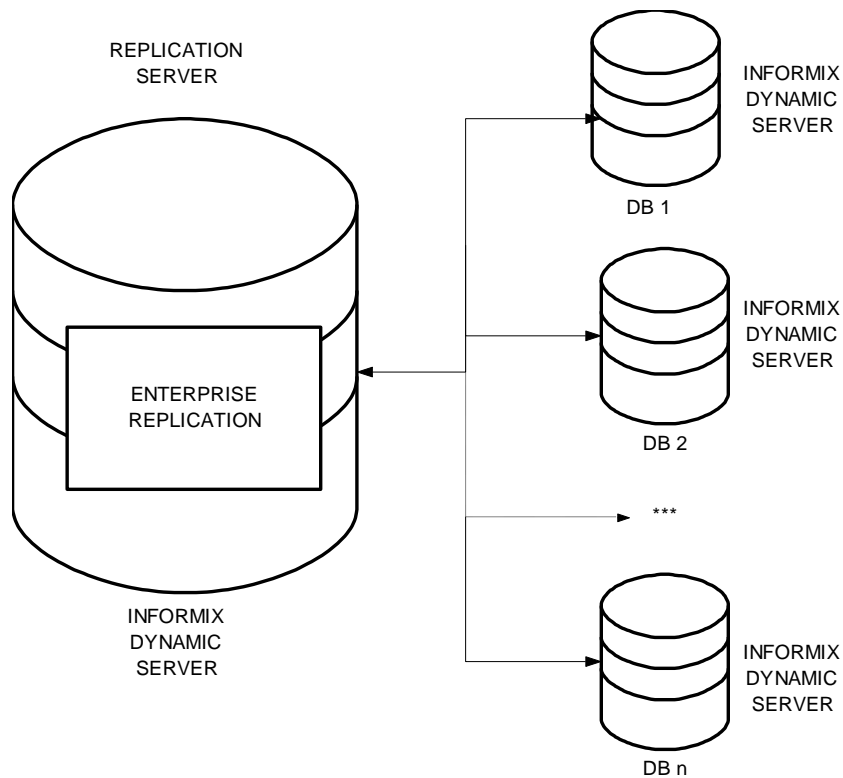 REPLICATION
SERVER
ENTERPRISE
REPLICATION
INFORMIX
DYNAMIC
SERVER
INFORMIX
DYNAMIC
SERVER
DB 1
INFORMIX
DYNAMIC
SERVER
DB 2
***
INFORMIX
DYNAMIC
SERVER
DB n